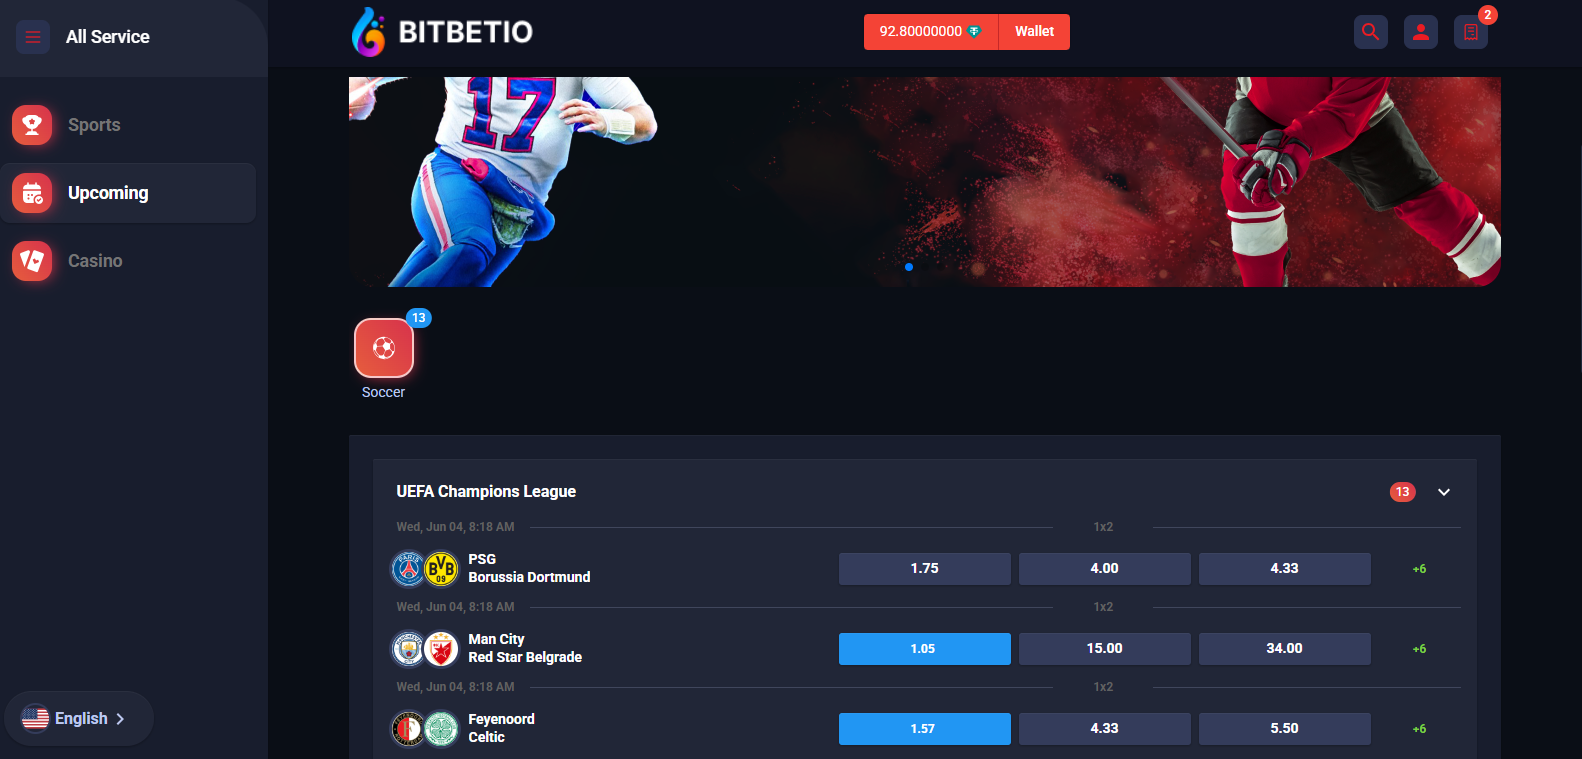 All Service
BITBETIO
92.80000000
Wallet
2
Sports
Upcoming
Casino
17
13
Soccer
UEFA Champions League
13
Wed, Jun 04, 8:18 AM
1x2
PARIS
BVB
09
PSG
Borussia Dortmund
1.75
4.00
4.33
+6
Wed, Jun 04, 8:18 AM
1x2
Man City
Red Star Belgrade
1.05
15.00
34.00
+6
Wed, Jun 04, 8:18 AM
1x2
Feyenoord
Celtic
1.57
4.33
5.50
+6
English